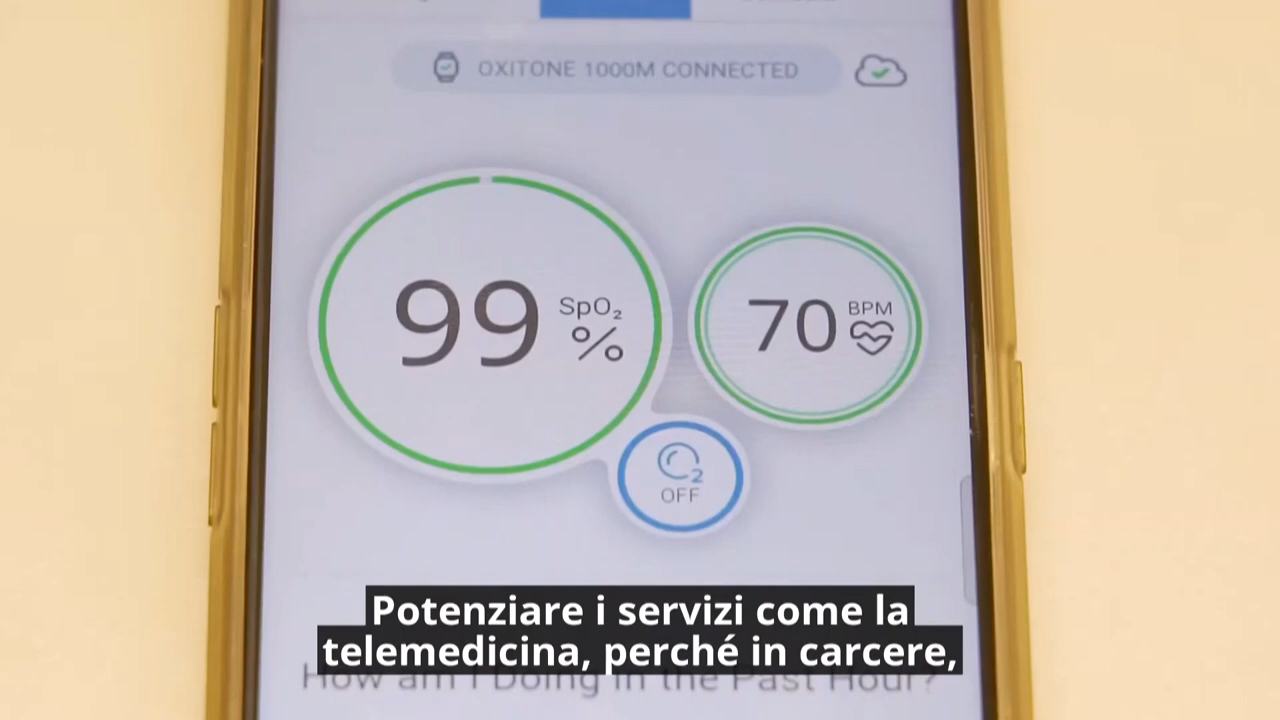 OXITONE 1000M CONNECTED
99 SpO₂ %
70 BPM
O₂
OFF
Potenziare i servizi come la
telemedicina, perché in carcere,
How am I Doing in the Past Hour?